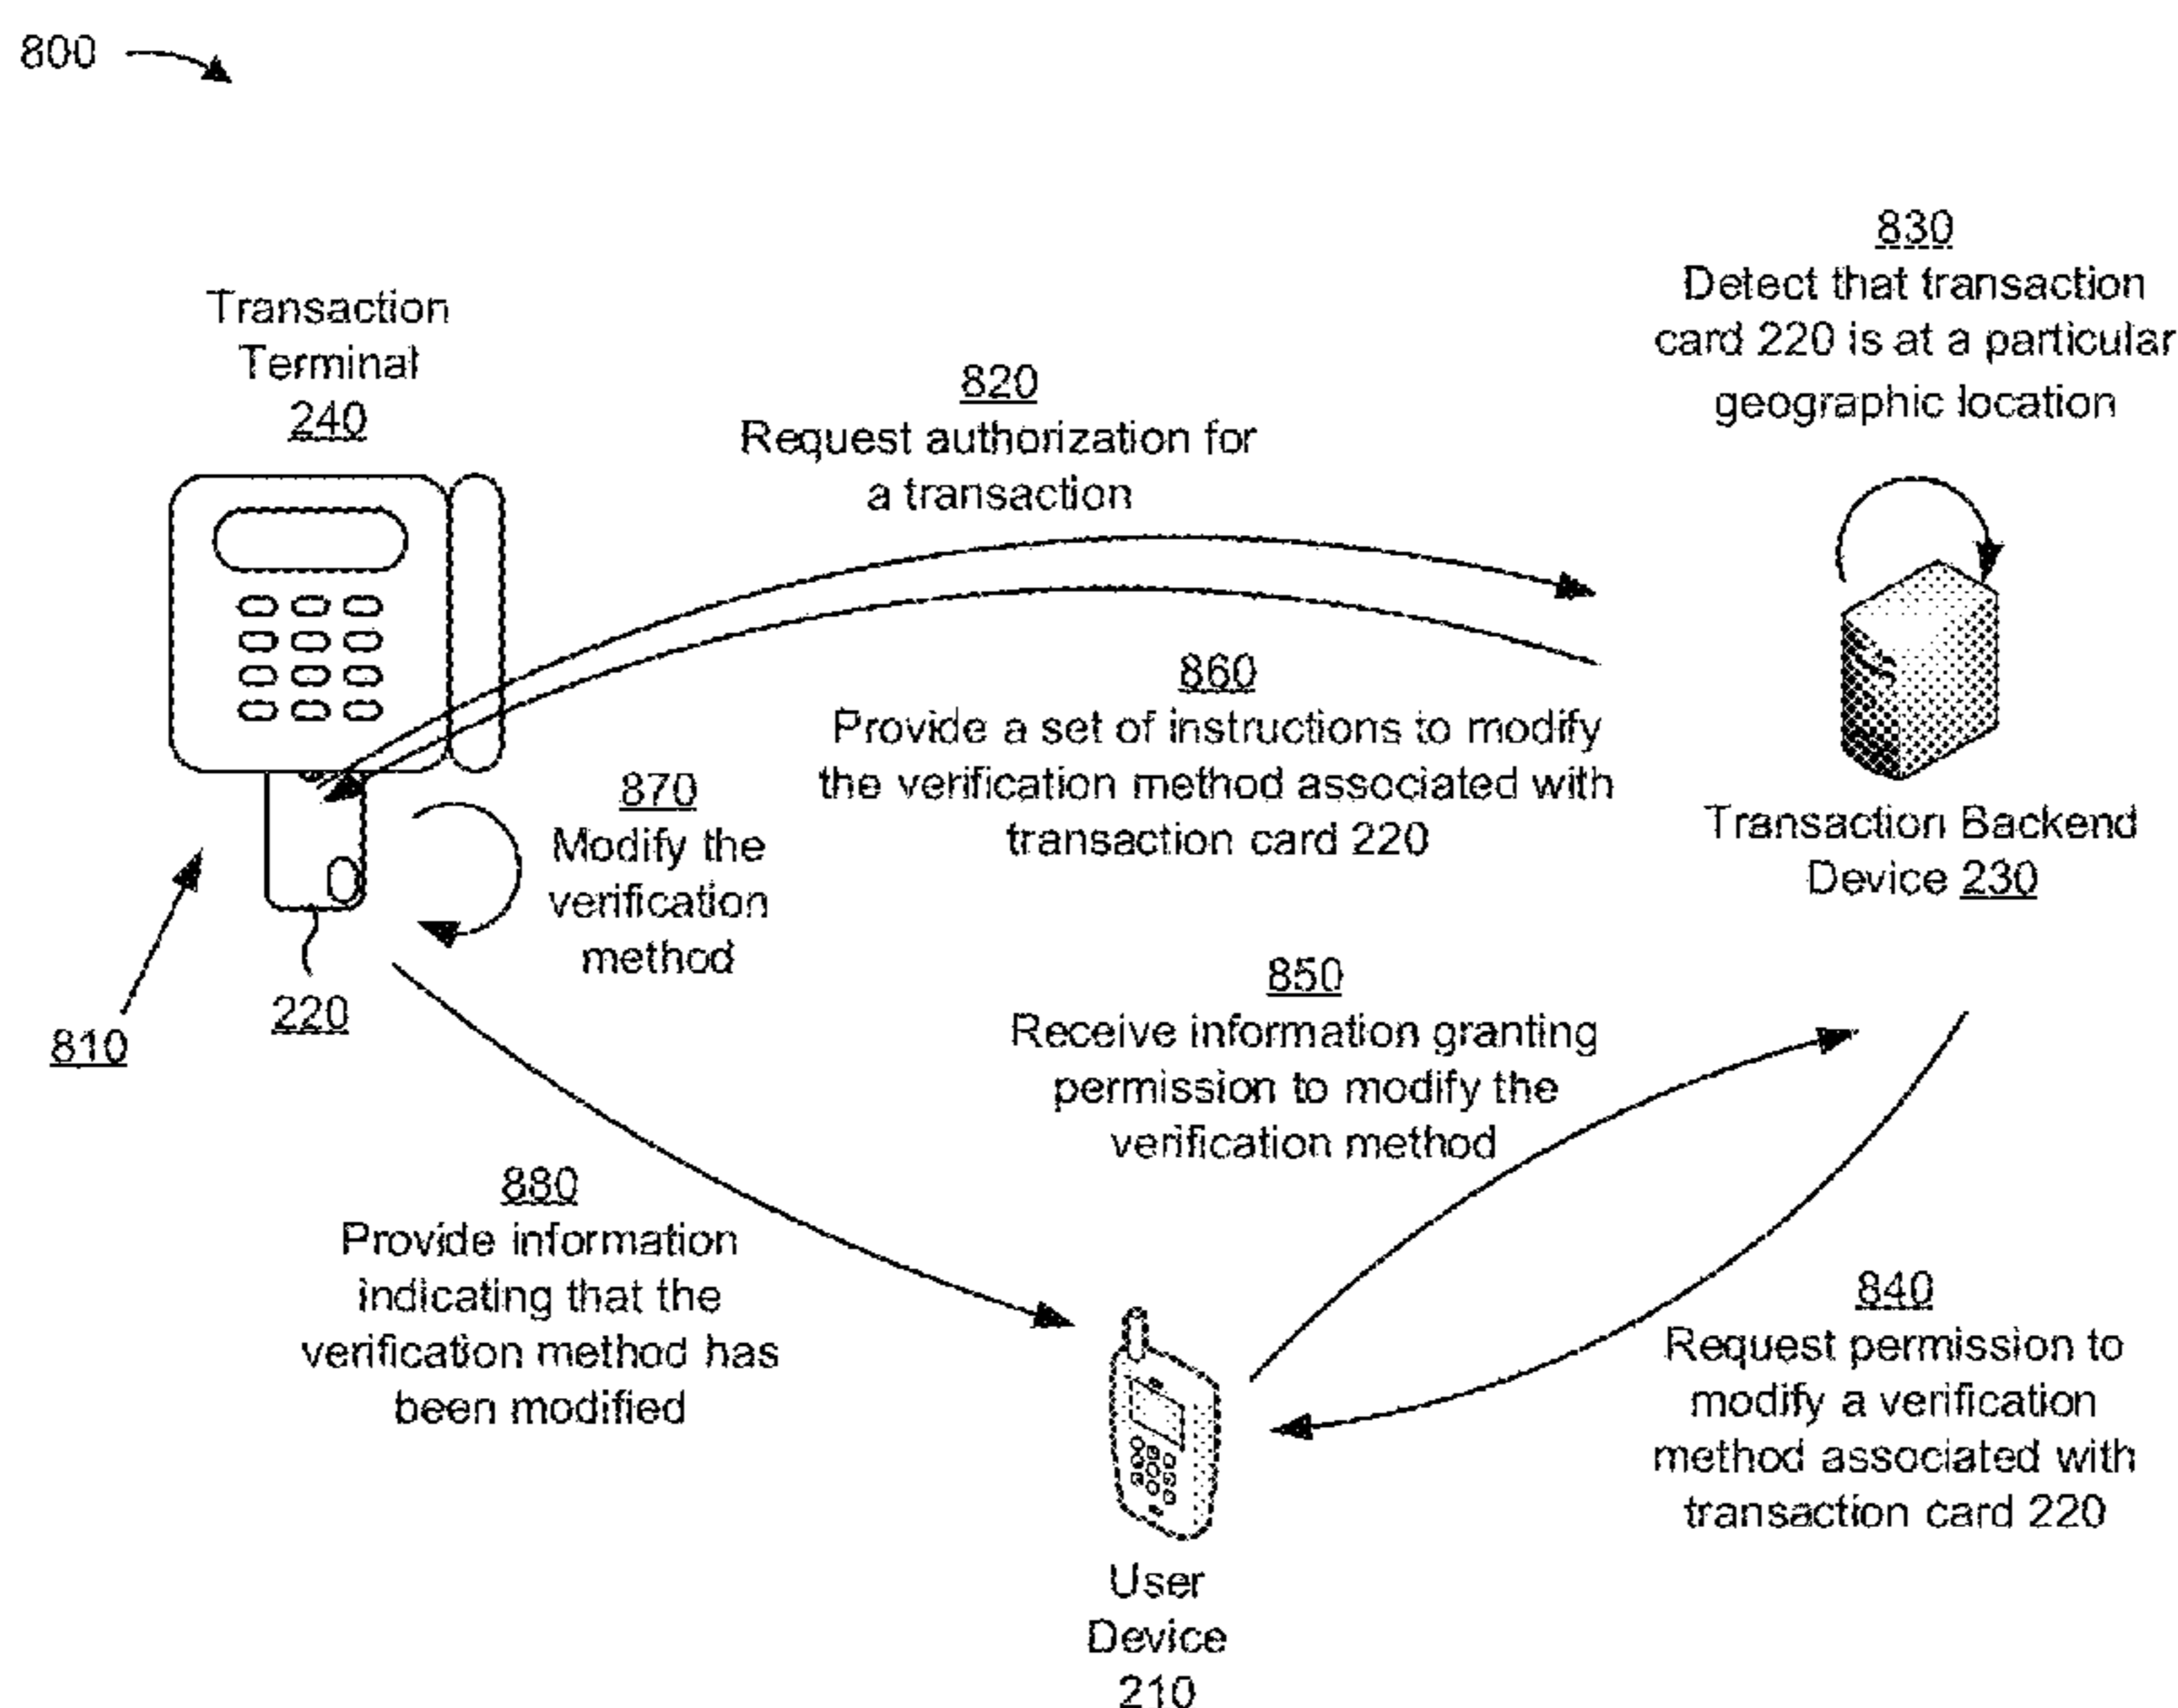 800
Transaction
Terminal
240
820
Request authorization for
a transaction
830
Detect that transaction
card 220 is at a particular
geographic location
860
Provide a set of instructions to modify
the verification method associated with
transaction card 220
Transaction Backend
Device 230
870
Modify the
verification
method
220
810
850
Receive information granting
permission to modify the
verification method
880
Provide information
indicating that the
verification method has
been modified
840
Request permission to
modify a verification
method associated with
transaction card 220
User
Device
210